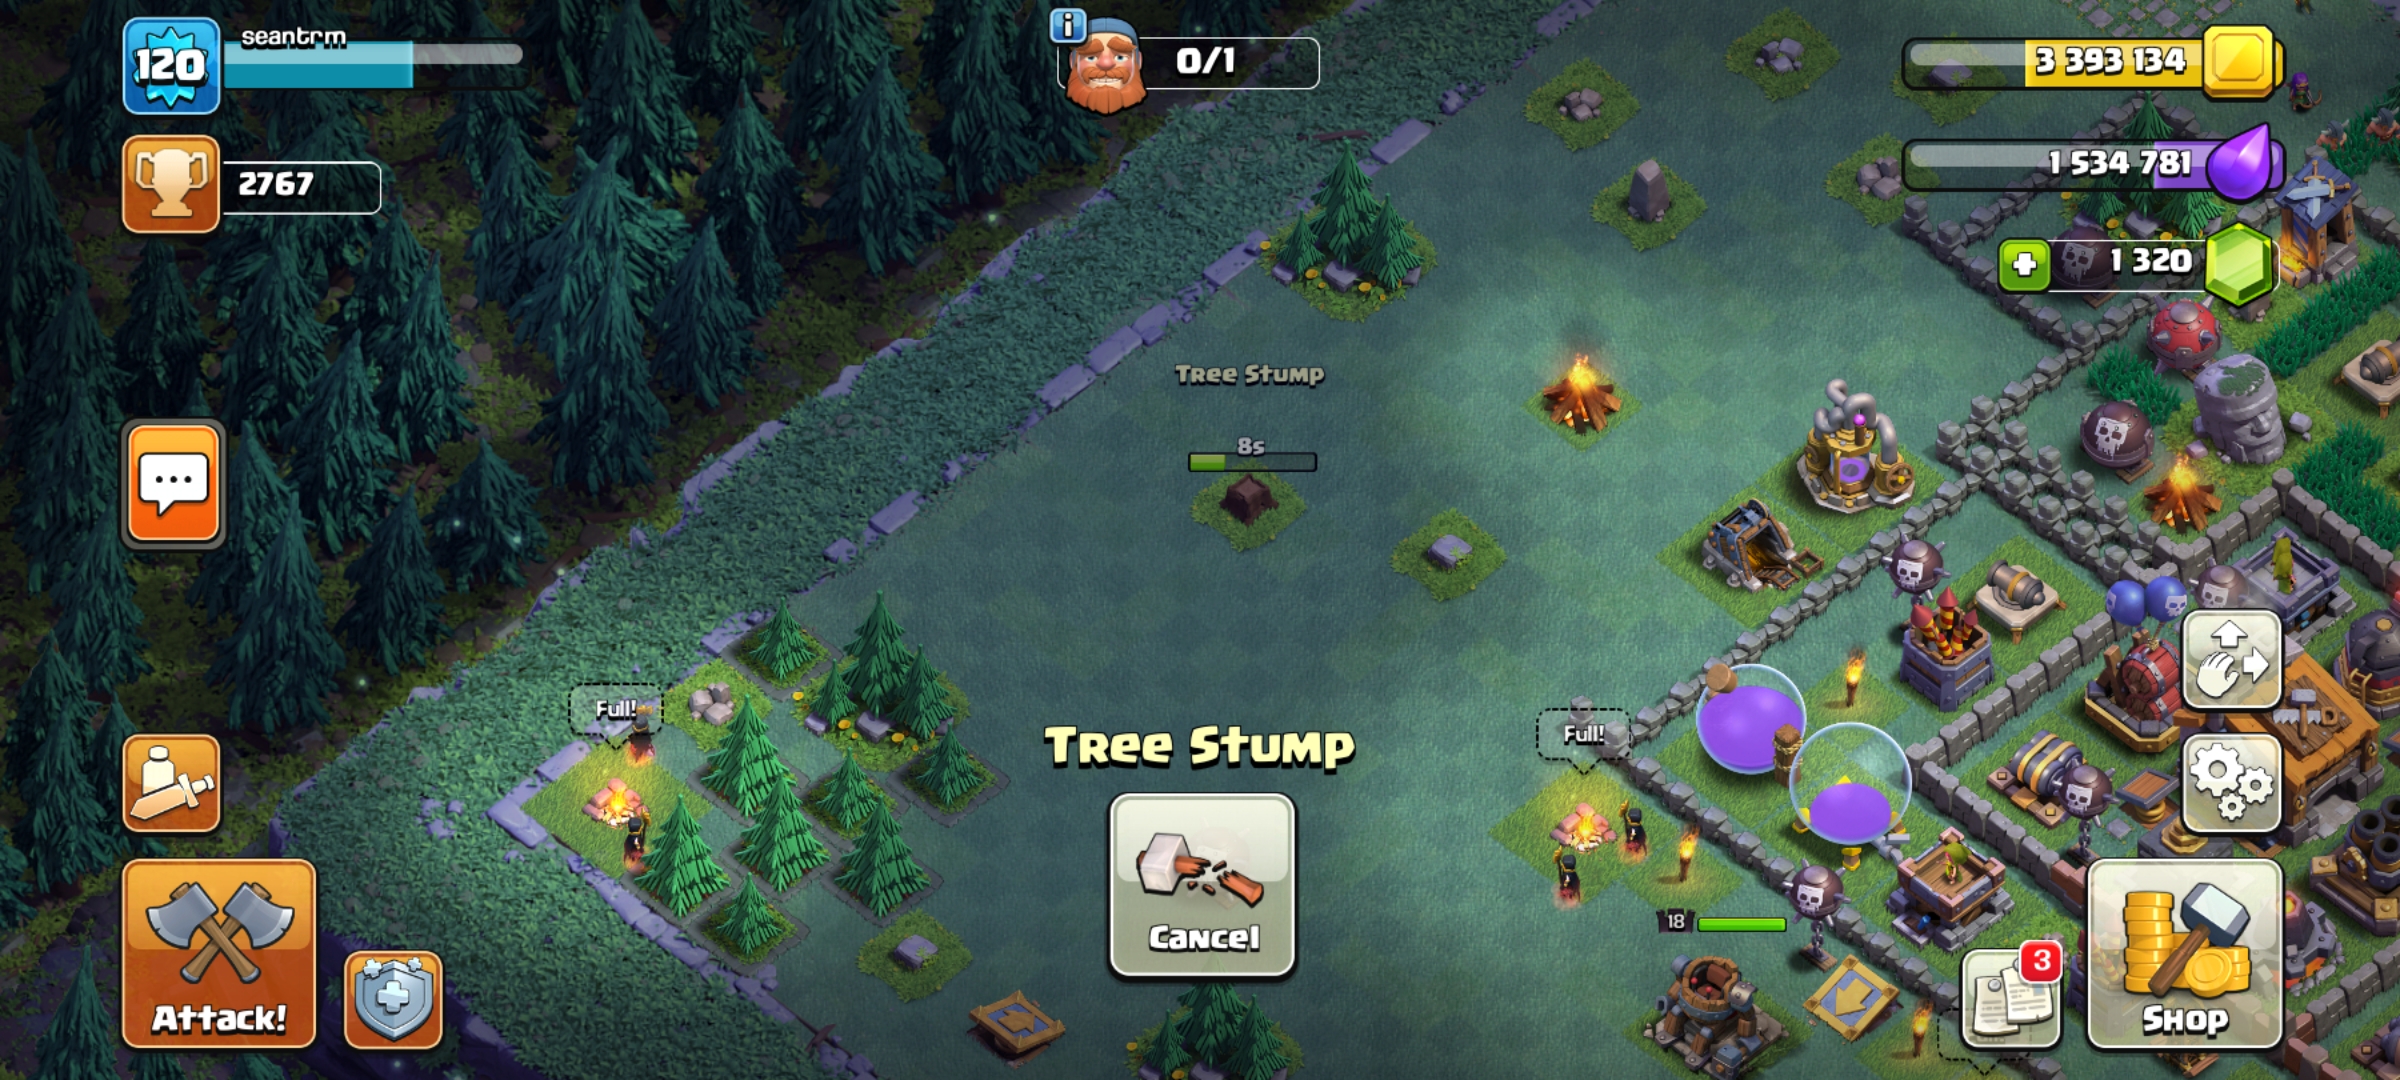 120
seantrm
0/1
3 393 134
2767
1 534 781
1 320
Tree Stump
8s
Full!
Full!
Tree Stump
Cancel
18
3
Attack!
Shop